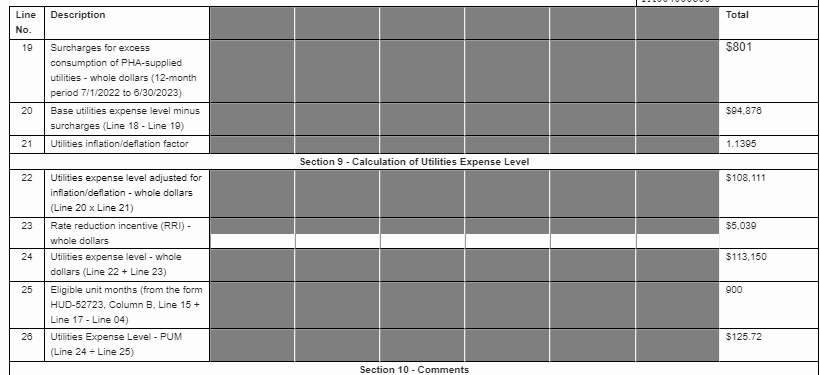 Line Description Total
No.
19 Surcharges for excess $801
consumption of PHA-supplied
utilities - whole dollars (12-month
period 7/1/2022 to 6/30/2023)
20 Base utilities expense level minus $94,876
surcharges (Line 18 - Line 19)
21 Utilities inflation/deflation factor 1.1395
Section 9 - Calculation of Utilities Expense Level
22 Utilities expense level adjusted for $108,111
inflation/deflation - whole dollars
(Line 20 x Line 21)
23 Rate reduction incentive (RRI) - $5,039
whole dollars
24 Utilities expense level - whole $113,150
dollars (Line 22 + Line 23)
25 Eligible unit months (from the form 900
HUD-52723, Column B, Line 15 +
Line 17 - Line 04)
26 Utilities Expense Level - PUM $125.72
(Line 24 ÷ Line 25)
Section 10 - Comments